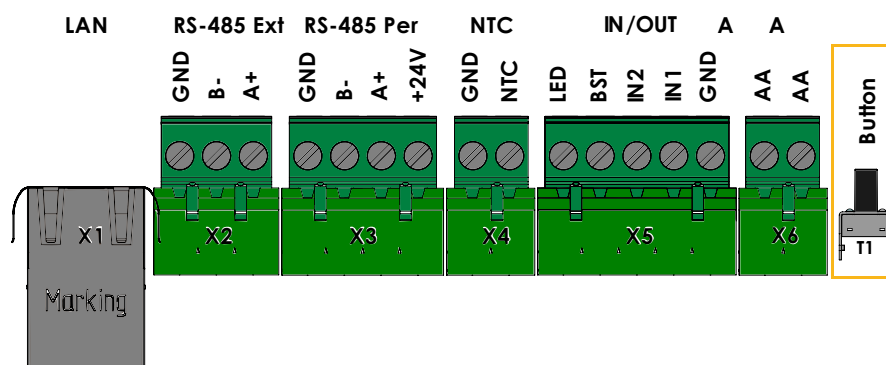 LAN RS-485 Ext RS-485 Per NTC IN/OUT A A
GND B- A+ GND B- A+ +24V GND NTC LED BST IN2 IN1 GND AA AA Button
X1 X2 X3 X4 X5 X6 T1
Marking